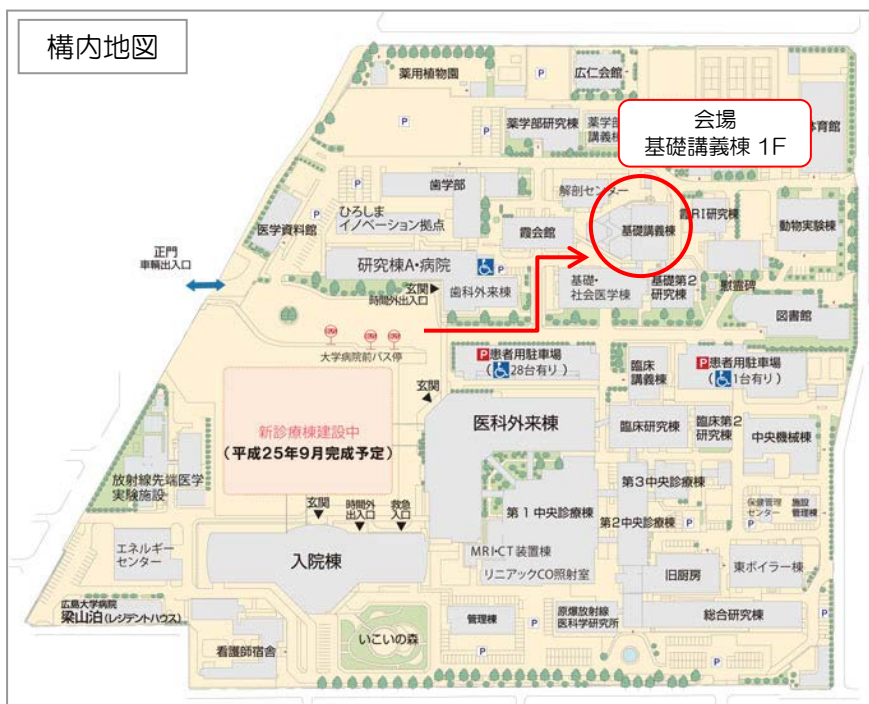 構内地図
薬用植物園
P
広仁会館
P
薬学部研究棟
薬学部
講義棟
会場
基礎講義棟 1F
体育館
P
歯学部
解剖センター
医学資料館
P
ひろしま
イノベーション拠点
霞会館
基礎講義棟
霞RI研究棟
動物実験棟
正門
車輌出入口
研究棟A・病院
P
玄関
時間外出入口
歯科外来棟
基礎・
社会医学棟
基礎第2
研究棟
慰霊碑
図書館
大学病院前バス停
P患者用駐車場
(28台有り)
臨床
講義棟
P患者用駐車場
(1台有り)
玄関
新診療棟建設中
(平成25年9月完成予定)
医科外来棟
臨床研究棟
臨床第2
研究棟
中央機械棟
放射線先端医学
実験施設
第3中央診療棟
玄関
時間外
出入口
救急
入口
第1中央診療棟
第2中央診療棟
P
保健管理
センター
施設
管理棟
P
エネルギー
センター
入院棟
MRI・CT装置棟
リニアックCO照射室
旧厨房
東ボイラー棟
広島大学病院
梁山泊(レジデントハウス)
管理棟
原爆放射線
医科学研究所
総合研究棟
P
P
看護師宿舎
いこいの森
P
P
P